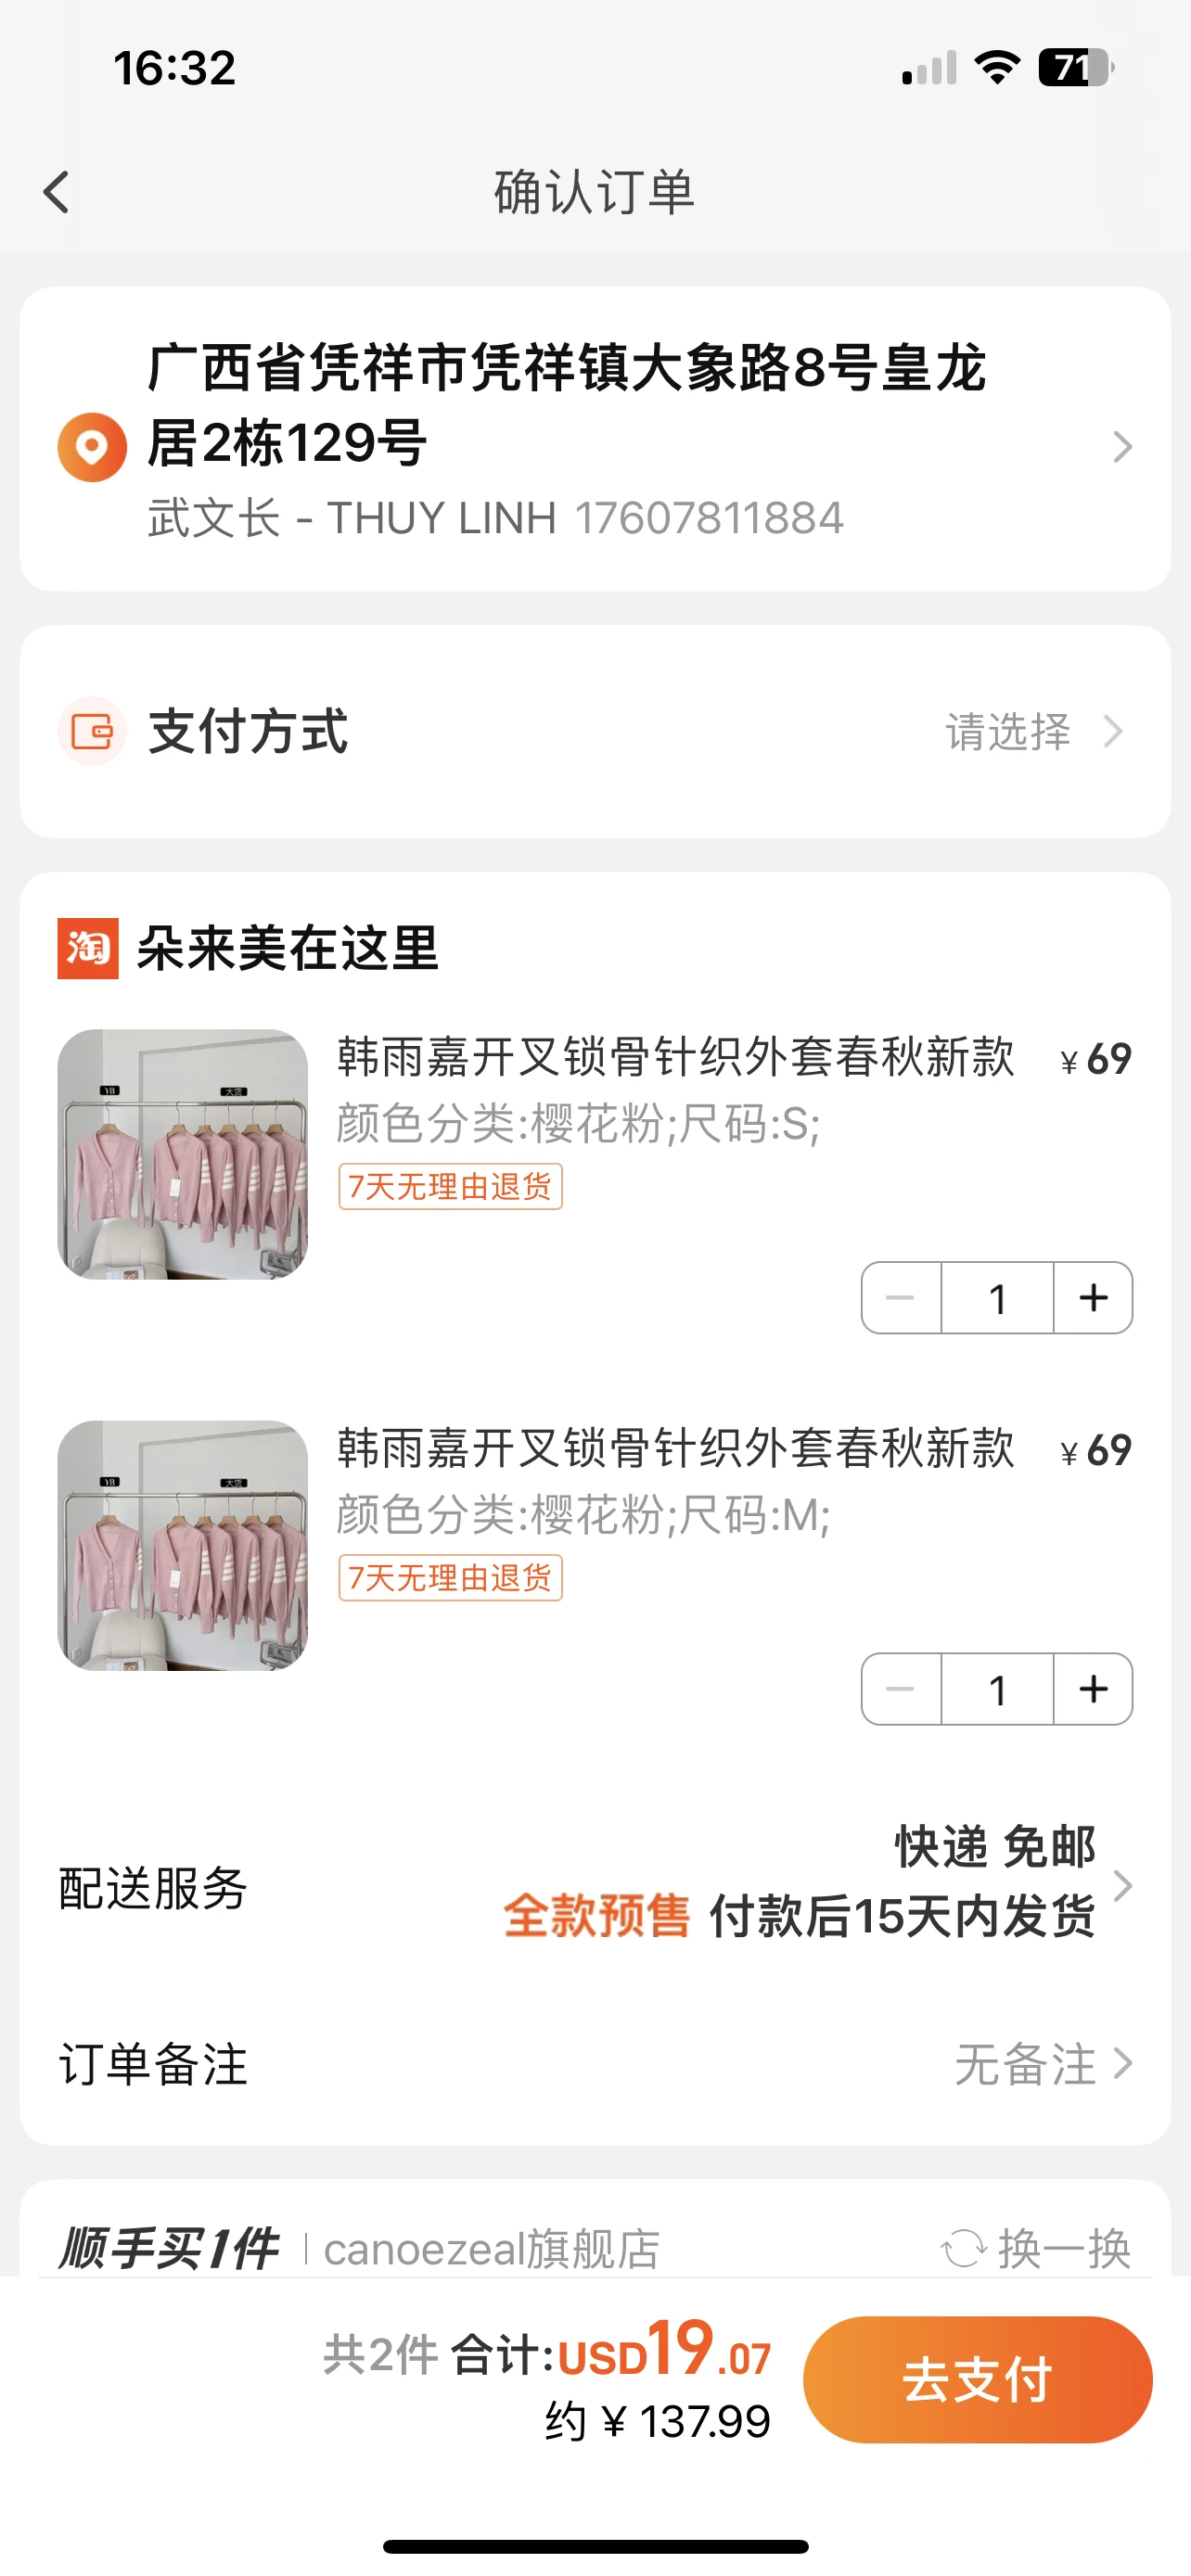 16:32
71
确认订单
广西省凭祥市凭祥镇大象路8号皇龙
居2栋129号
武文长 - THUY LINH 17607811884
支付方式 请选择
淘 朵来美在这里
韩雨嘉开叉锁骨针织外套春秋新款 ¥69
颜色分类:樱花粉;尺码:S;
7天无理由退货
YB 大货
1
韩雨嘉开叉锁骨针织外套春秋新款 ¥69
颜色分类:樱花粉;尺码:M;
7天无理由退货
YB 大货
1
快递 免邮
配送服务
全款预售 付款后15天内发货
订单备注 无备注
顺手买1件 canoezeal旗舰店 换一换
共2件 合计:USD19.07
约 ¥ 137.99
去支付